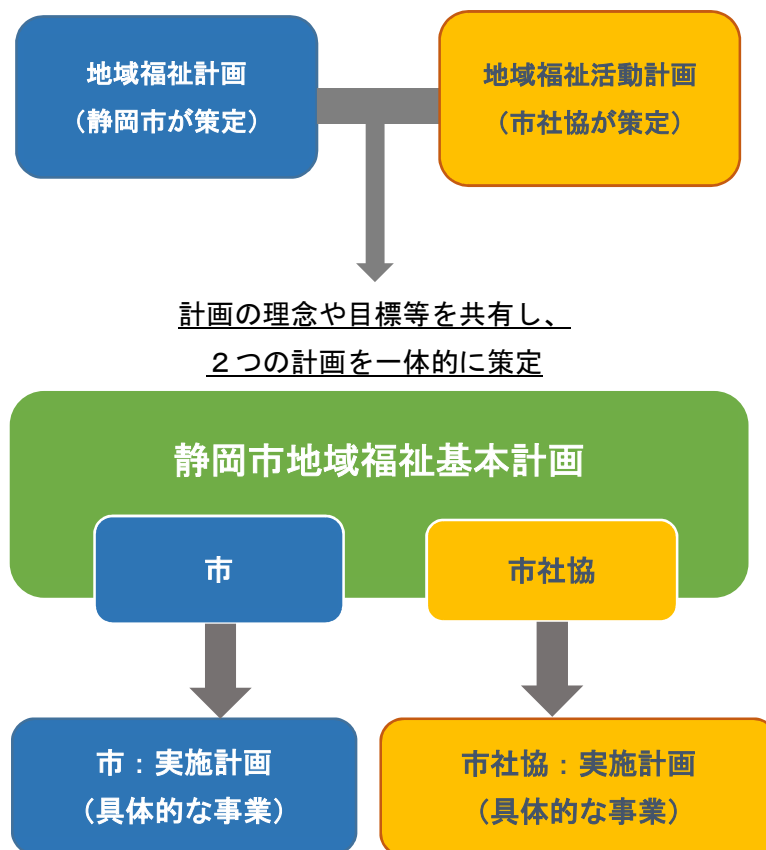 地域福祉計画
（静岡市が策定）
地域福祉活動計画
（市社協が策定）
計画の理念や目標等を共有し、
２つの計画を一体的に策定
静岡市地域福祉基本計画
市
市社協
市：実施計画
（具体的な事業）
市社協：実施計画
（具体的な事業）